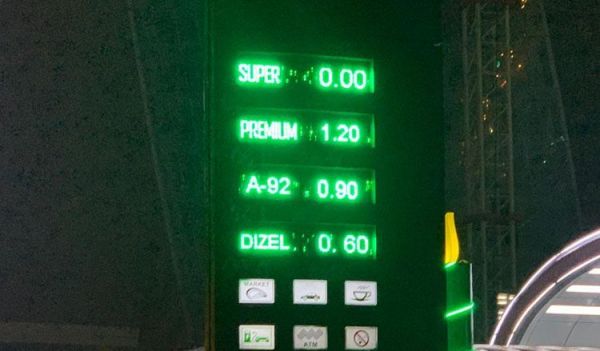 SUPER 0.00
PREMIUM 1.20
A-92 0.90
DIZEL 0.60
MARKET
ATM